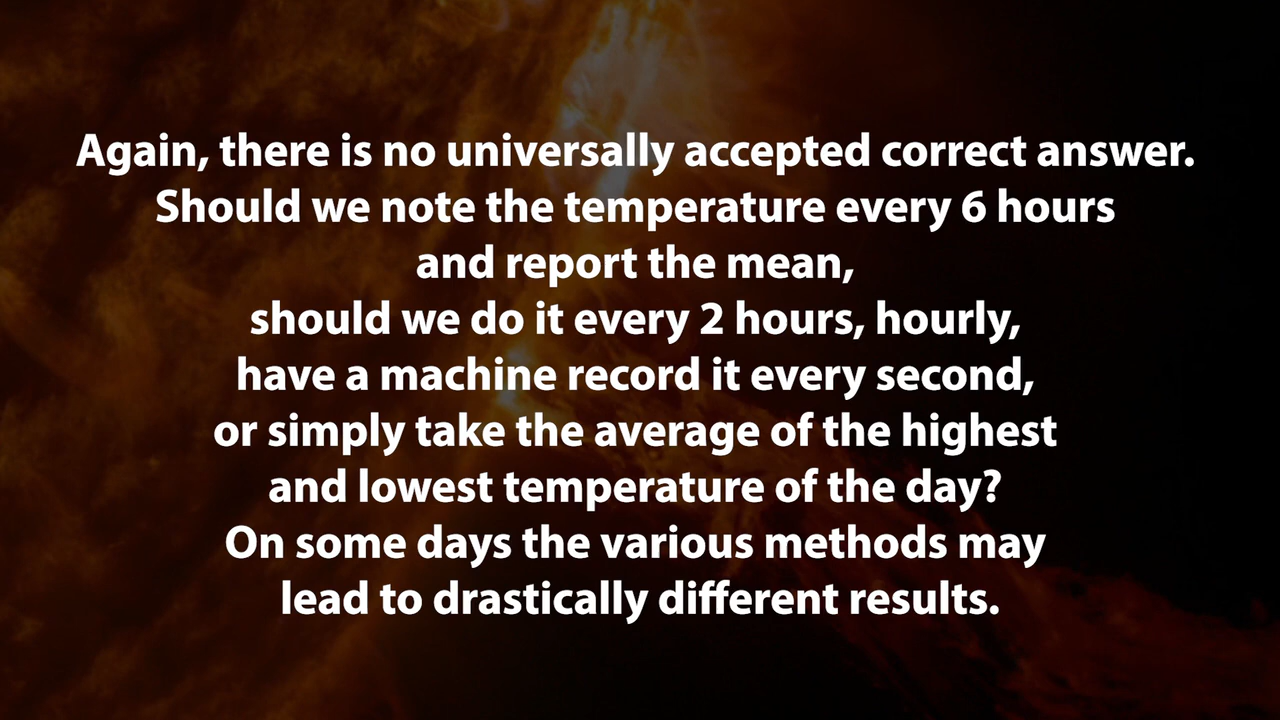 Again, there is no universally accepted correct answer.
Should we note the temperature every 6 hours
and report the mean,
should we do it every 2 hours, hourly,
have a machine record it every second,
or simply take the average of the highest
and lowest temperature of the day?
On some days the various methods may
lead to drastically different results.